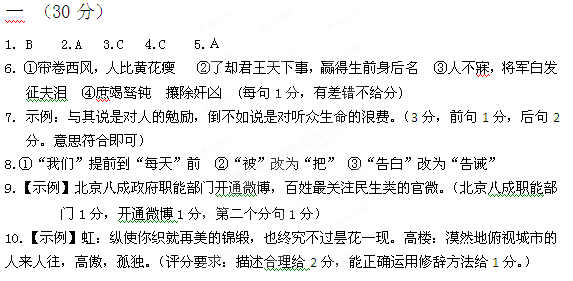 一 （30 分）
1. B 2.A 3.C 4.C 5.A
6. ①帘卷西风，人比黄花瘦 ②了却君王天下事，赢得生前身后名 ③人不寐，将军白发
征夫泪 ④庶竭驽钝 攘除奸凶 (每句 1 分，有差错不给分)
7. 示例：与其说是对人的勉励，倒不如说是对听众生命的浪费。（3 分，前句 1 分，后句 2
分。意思符合即可）
8.①“我们”提前到“每天”前 ②“被”改为“把” ③“告白”改为“告诫”
9.【示例】北京八成政府职能部门开通微博，百姓最关注民生类的官微。（北京八成职能部
门 1 分，开通微博 1 分，第二个分句 1 分）
10.【示例】虹：纵使你织就再美的锦缎，也终究不过昙花一现。高楼：漠然地俯视城市的
人来人往，高傲，孤独。（评分要求：描述合理给 2 分，能正确运用修辞方法给 1 分。）